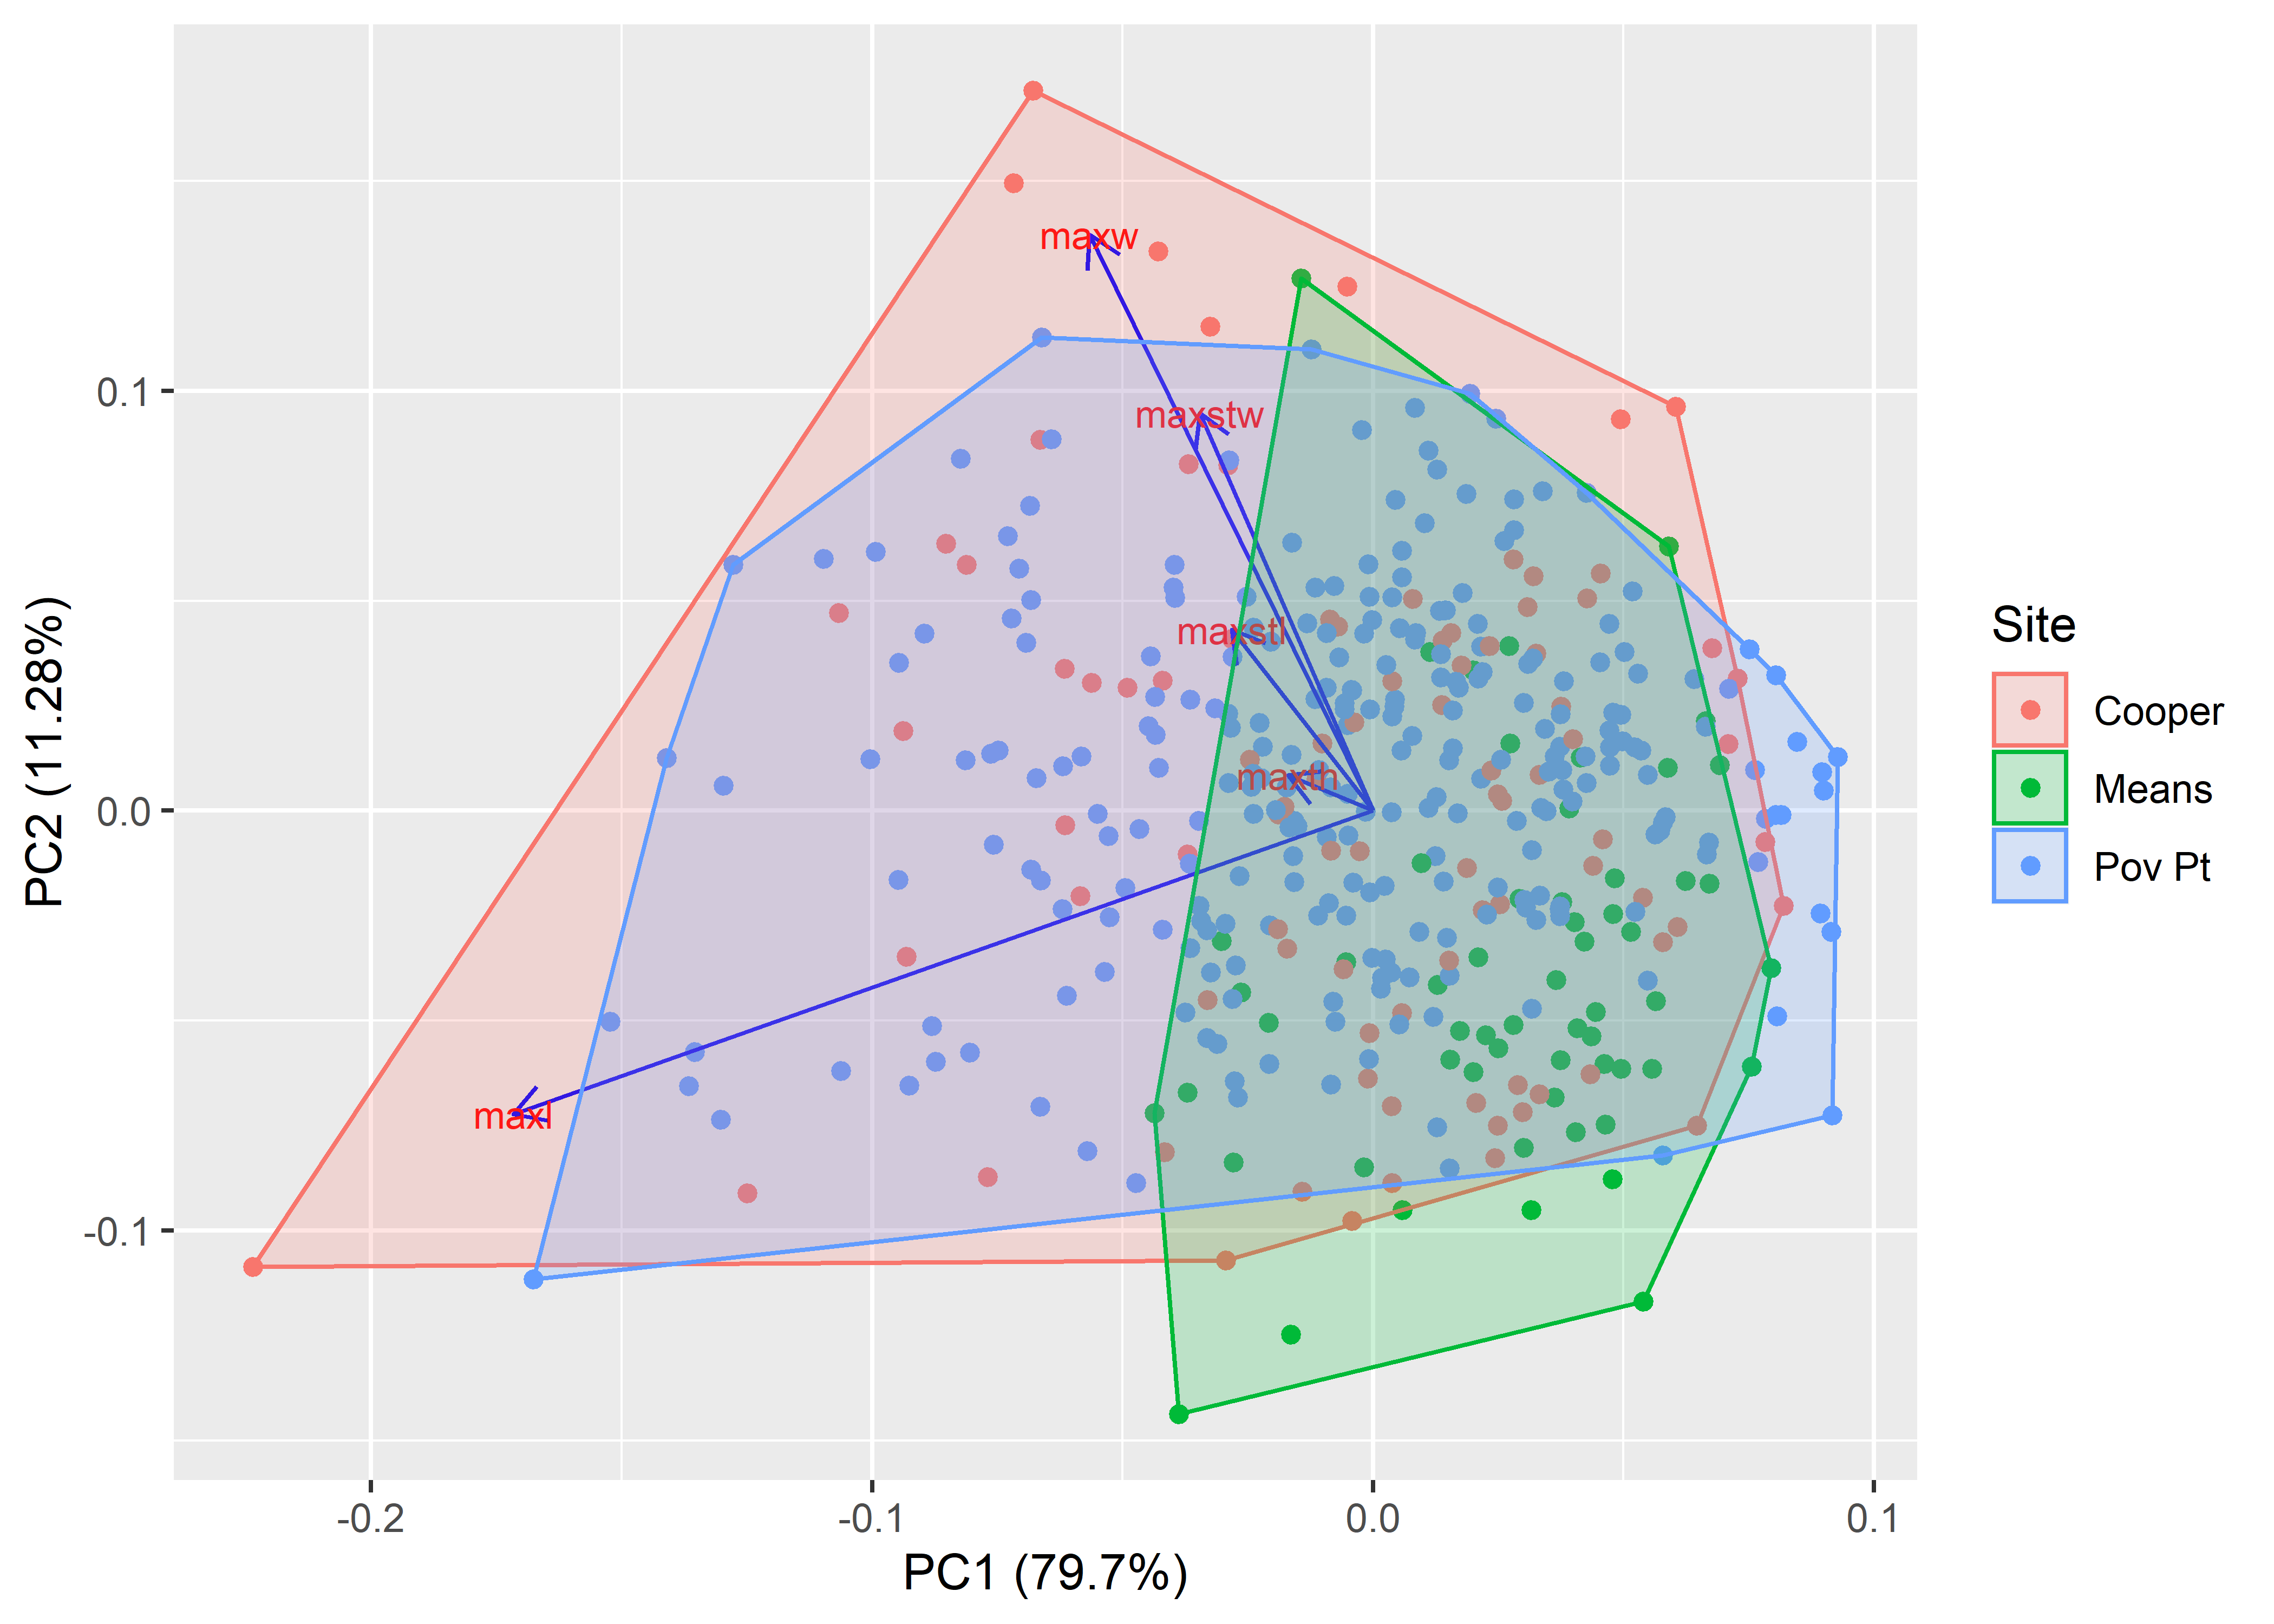 maxw
maxstw
maxstl
maxth
maxl
0.1
0.0
-0.1
PC2 (11.28%)
-0.2
-0.1
0.0
0.1
PC1 (79.7%)
Site
Cooper
Means
Pov Pt